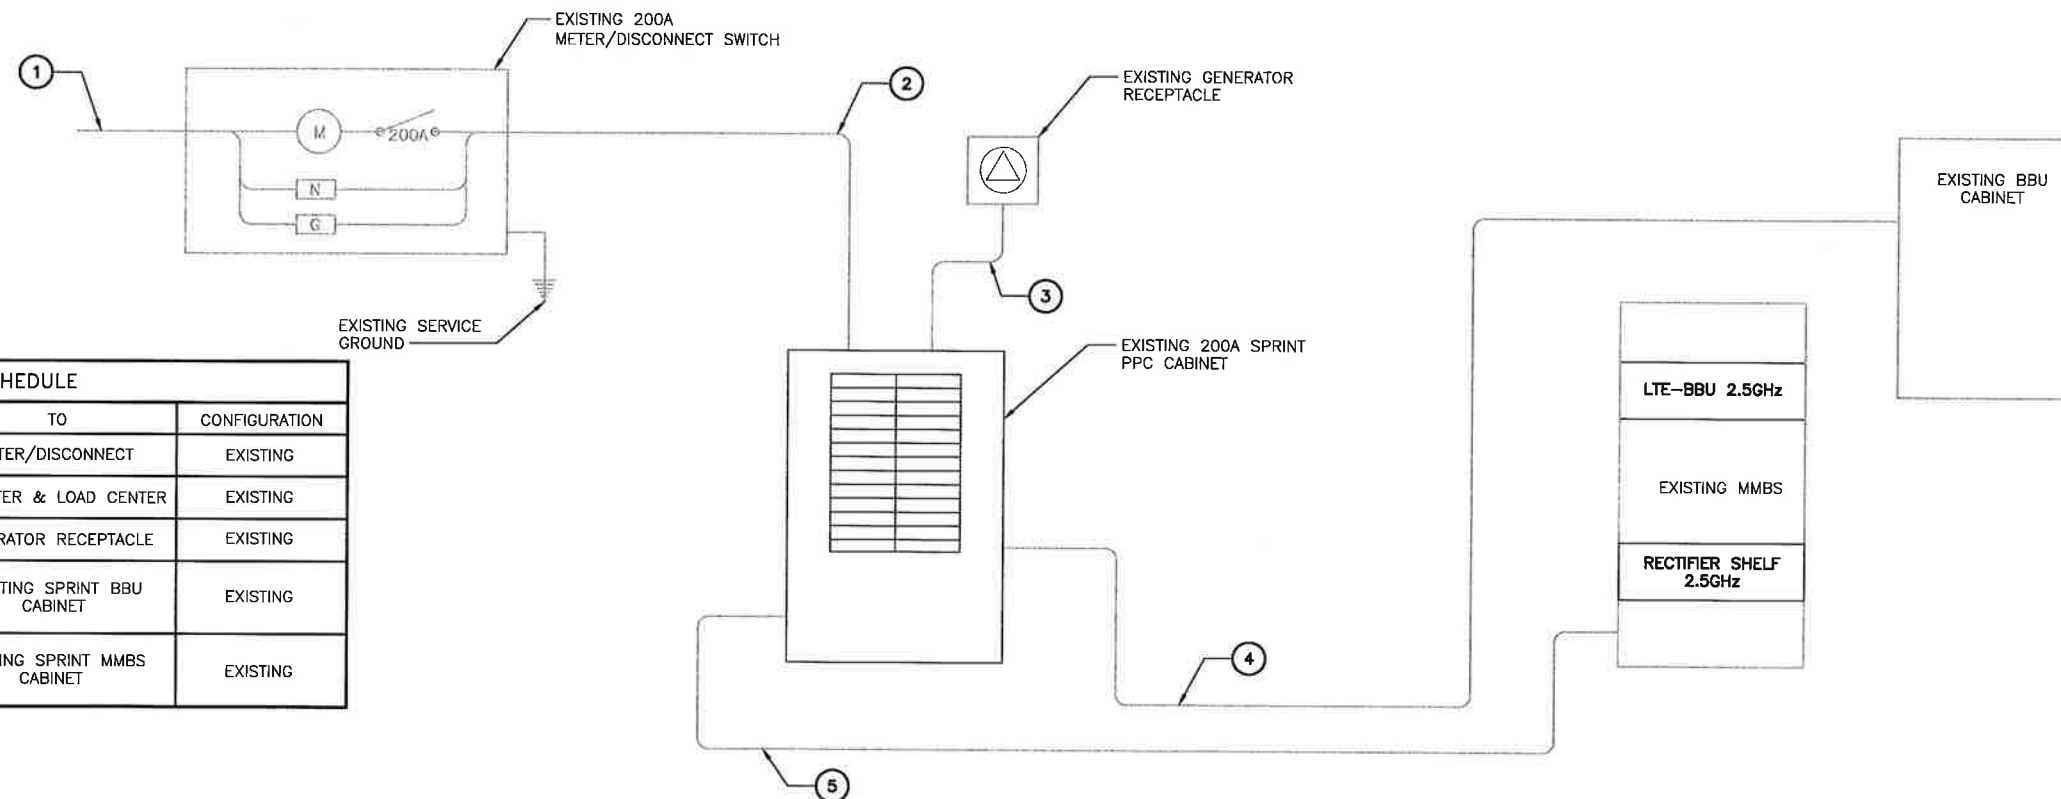 EXISTING 200A
METER/DISCONNECT SWITCH
1
2
M
200A
N
G
EXISTING SERVICE
GROUND
EXISTING GENERATOR
RECEPTACLE
3
EXISTING BBU
CABINET
EXISTING 200A SPRINT
PPC CABINET
LTE-BBU 2.5GHz
EXISTING MMBS
RECTIFIER SHELF
2.5GHz
4
5
HEDULE
TO
CONFIGURATION
TER/DISCONNECT
EXISTING
TER & LOAD CENTER
EXISTING
RATOR RECEPTACLE
EXISTING
TING SPRINT BBU
CABINET
EXISTING
ING SPRINT MMBS
CABINET
EXISTING